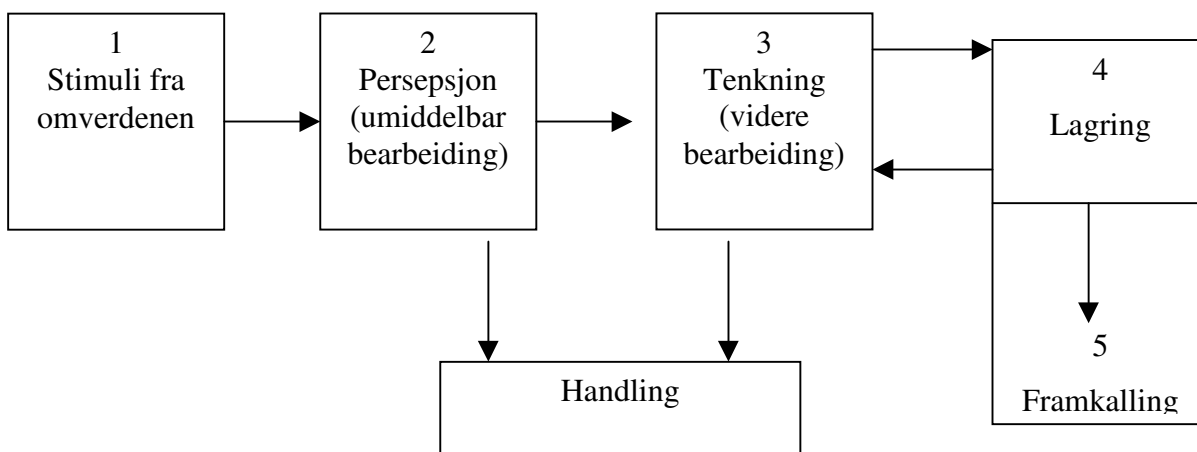 1
Stimuli fra
omverdenen
2
Persepsjon
(umiddelbar
bearbeiding)
3
Tenkning
(videre
bearbeiding)
4
Lagring
5
Framkalling
Handling